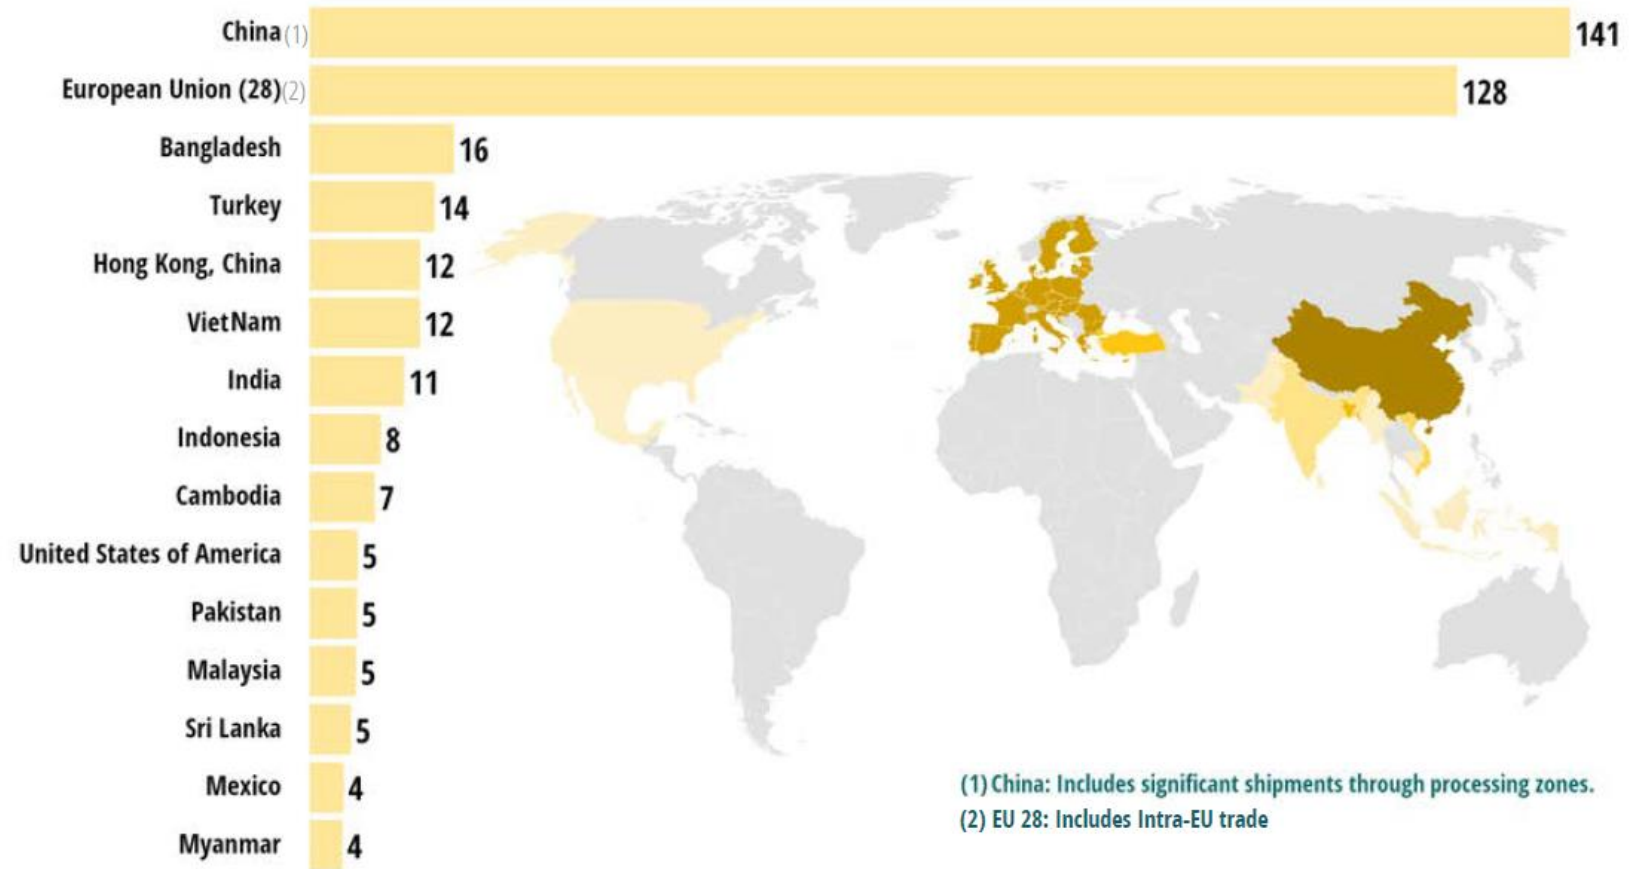 China (1) 141
European Union (28)(2) 128
Bangladesh 16
Turkey 14
Hong Kong, China 12
VietNam 12
India 11
Indonesia 8
Cambodia 7
United States of America 5
Pakistan 5
Malaysia 5
Sri Lanka 5
Mexico 4
Myanmar 4
(1) China: Includes significant shipments through processing zones.
(2) EU 28: Includes Intra-EU trade